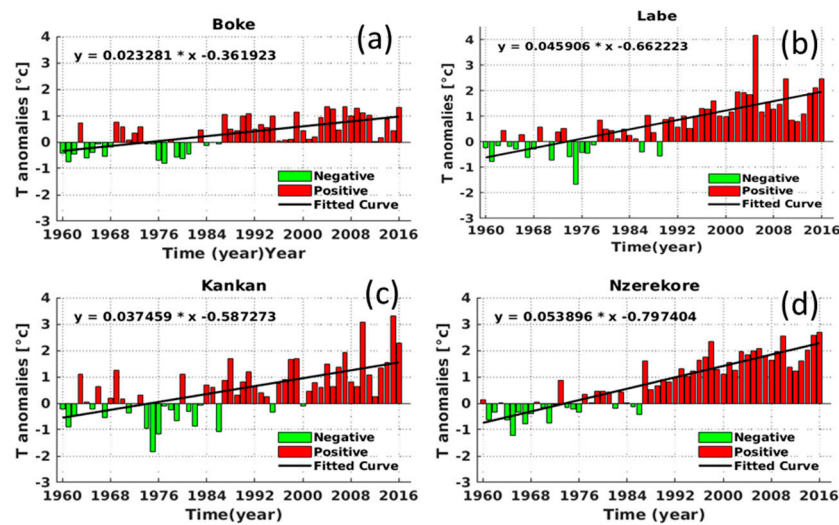 Boke
(a)
y = 0.023281 * x -0.361923
T anomalies [°c]
4
3
2
1
0
-1
-2
-3
Negative
Positive
Fitted Curve
1960 1968 1976 1984 1992 2000 2008 2016
Time (year)Year
Labe
(b)
y = 0.045906 * x -0.662223
T anomalies [°c]
4
3
2
1
0
-1
-2
-3
Negative
Positive
Fitted Curve
1960 1968 1976 1984 1992 2000 2008 2016
Time(year)
Kankan
(c)
y = 0.037459 * x -0.587273
T anomalies [°c]
4
3
2
1
0
-1
-2
-3
Negative
Positive
Fitted Curve
1960 1968 1976 1984 1992 2000 2008 2016
Time(year)
Nzerekore
(d)
y = 0.053896 * x -0.797404
T anomalies [°c]
4
3
2
1
0
-1
-2
-3
Negative
Positive
Fitted Curve
1960 1968 1976 1984 1992 2000 2008 2016
Time(year)